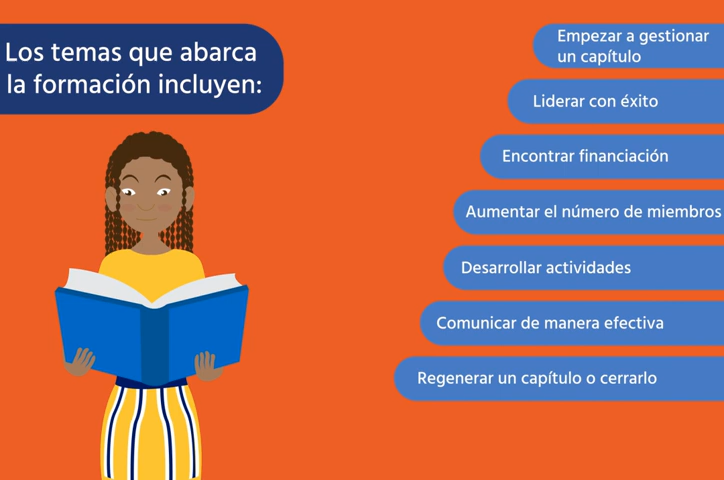 Los temas que abarca
la formación incluyen:
Empezar a gestionar
un capítulo
Liderar con éxito
Encontrar financiación
Aumentar el número de miembros
Desarrollar actividades
Comunicar de manera efectiva
Regenerar un capítulo o cerrarlo